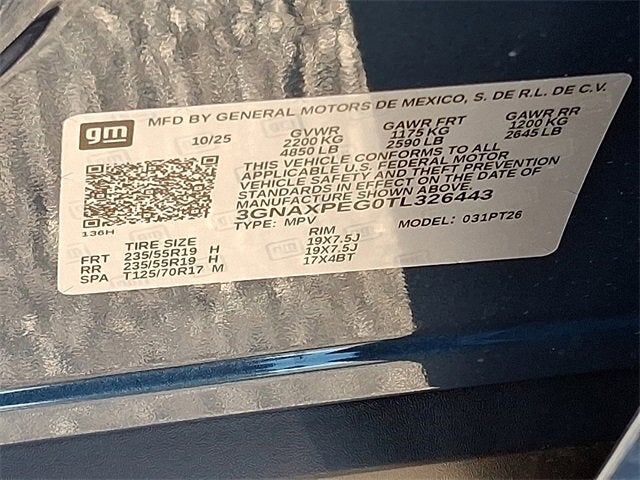 gm
MFD BY GENERAL MOTORS DE MEXICO, S. DE R.L. DE C.V.
10/25 GVWR GAWR FRT GAWR RR
2200 KG 1175 KG 1200 KG
4850 LB 2590 LB 2645 LB
THIS VEHICLE CONFORMS TO ALL
APPLICABLE U.S. FEDERAL MOTOR
VEHICLE SAFETY AND THEFT PREVENTION
STANDARDS IN EFFECT ON THE DATE OF
MANUFACTURE SHOWN ABOVE.
3GNAXPEG0TL326443
136H TYPE: MPV MODEL: 031PT26
TIRE SIZE RIM
FRT 235/55R19 H 19X7.5J
RR 235/55R19 H 19X7.5J
SPA T125/70R17 M 17X4BT